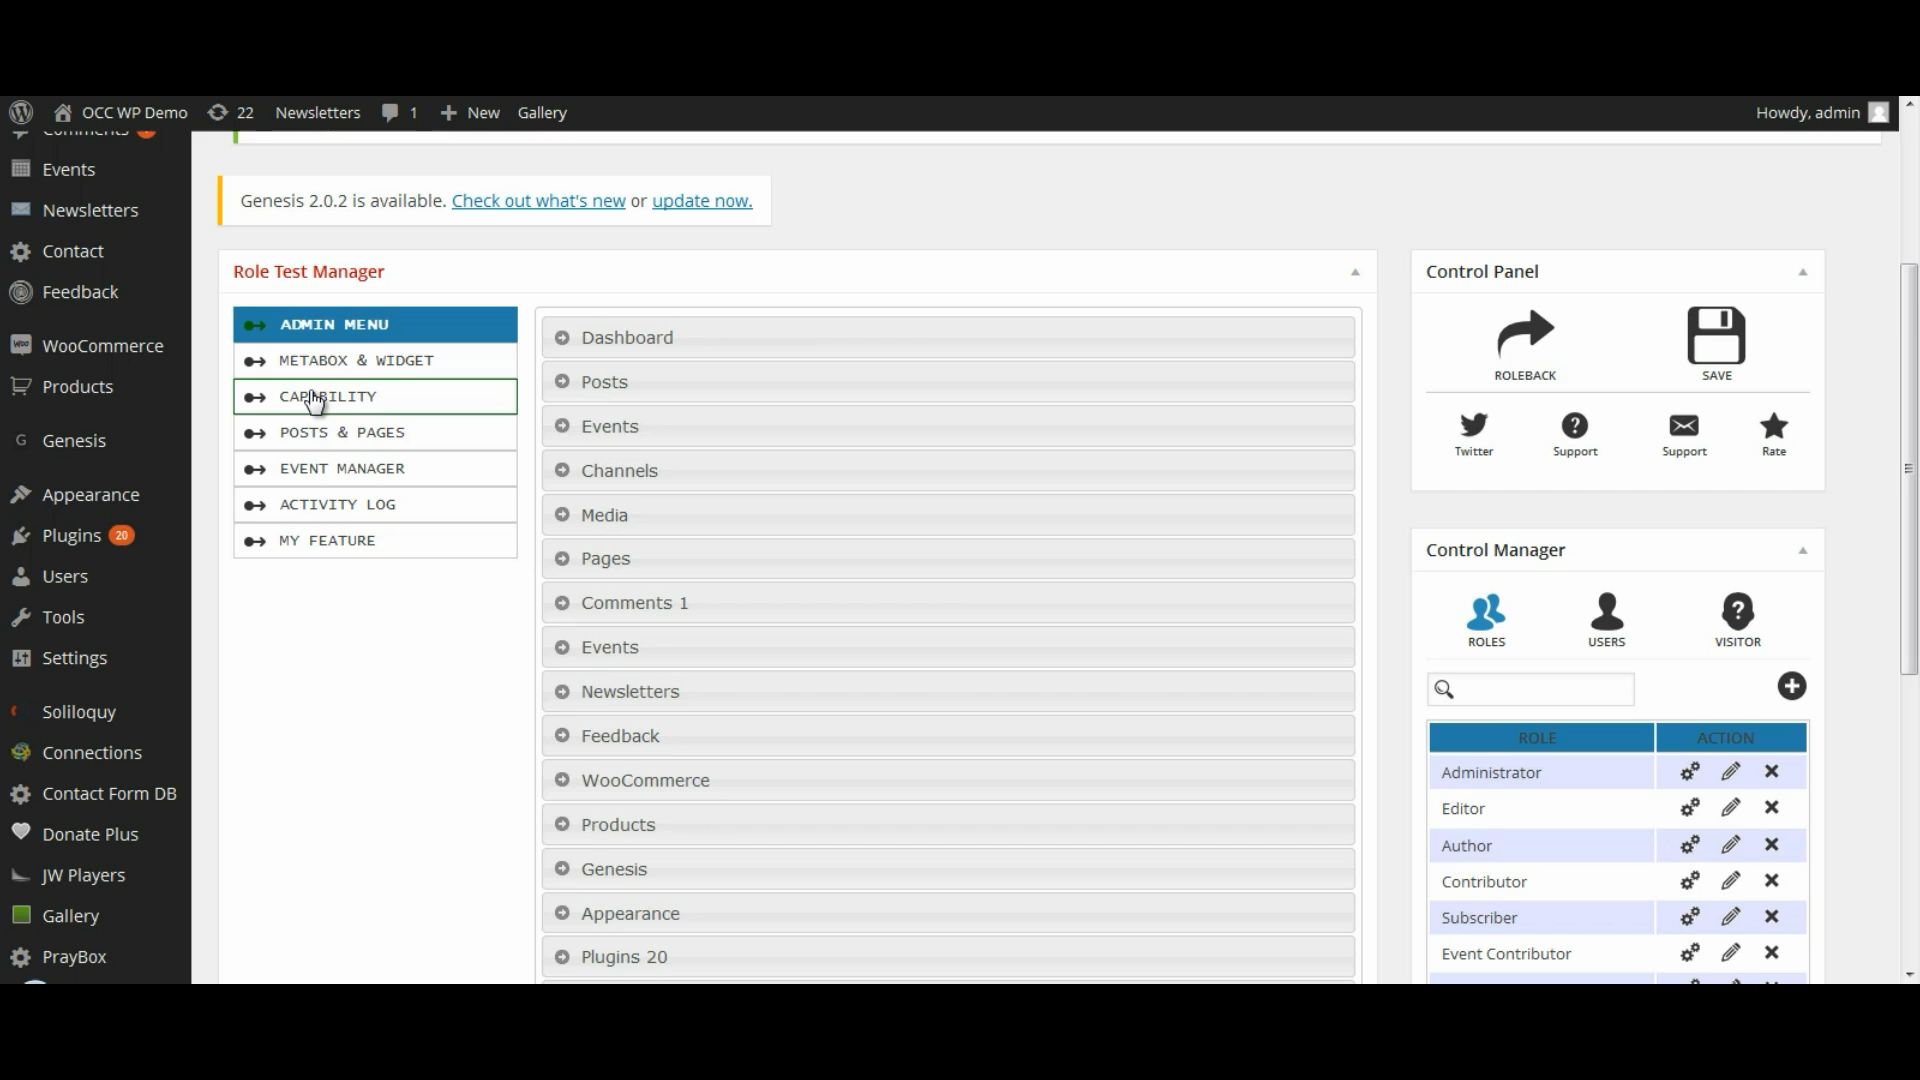 OCC WP Demo 22 Newsletters 1 New Gallery Howdy, admin
Comments
Events
Newsletters
Contact
Feedback
WooCommerce
Products
G Genesis
Appearance
Plugins 20
Users
Tools
Settings
Soliloquy
Connections
Contact Form DB
Donate Plus
JW Players
Gallery
PrayBox
Genesis 2.0.2 is available. Check out what's new or update now.
Role Test Manager
ADMIN MENU
METABOX & WIDGET
CAPABILITY
POSTS & PAGES
EVENT MANAGER
ACTIVITY LOG
MY FEATURE
Dashboard
Posts
Events
Channels
Media
Pages
Comments 1
Events
Newsletters
Feedback
WooCommerce
Products
Genesis
Appearance
Plugins 20
Control Panel
ROLEBACK SAVE
Twitter Support Support Rate
Control Manager
ROLES USERS VISITOR
ROLE ACTION
Administrator
Editor
Author
Contributor
Subscriber
Event Contributor